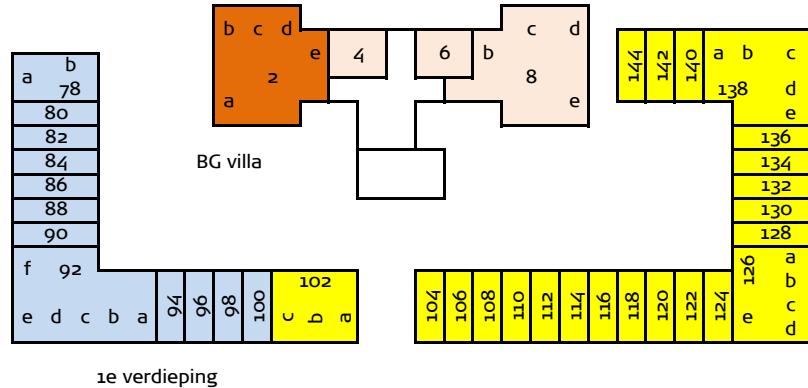 b c d
e
2
a
4
6
b
c d
8
e
b
a
78
80
82
84
86
88
90
f 92
e d c b a
94
96
98
100
102
c b a
BG villa
144
142
140
a b c
138
d
e
136
134
132
130
128
126
a
b
c
d
e
104
106
108
110
112
114
116
118
120
122
124
1e verdieping